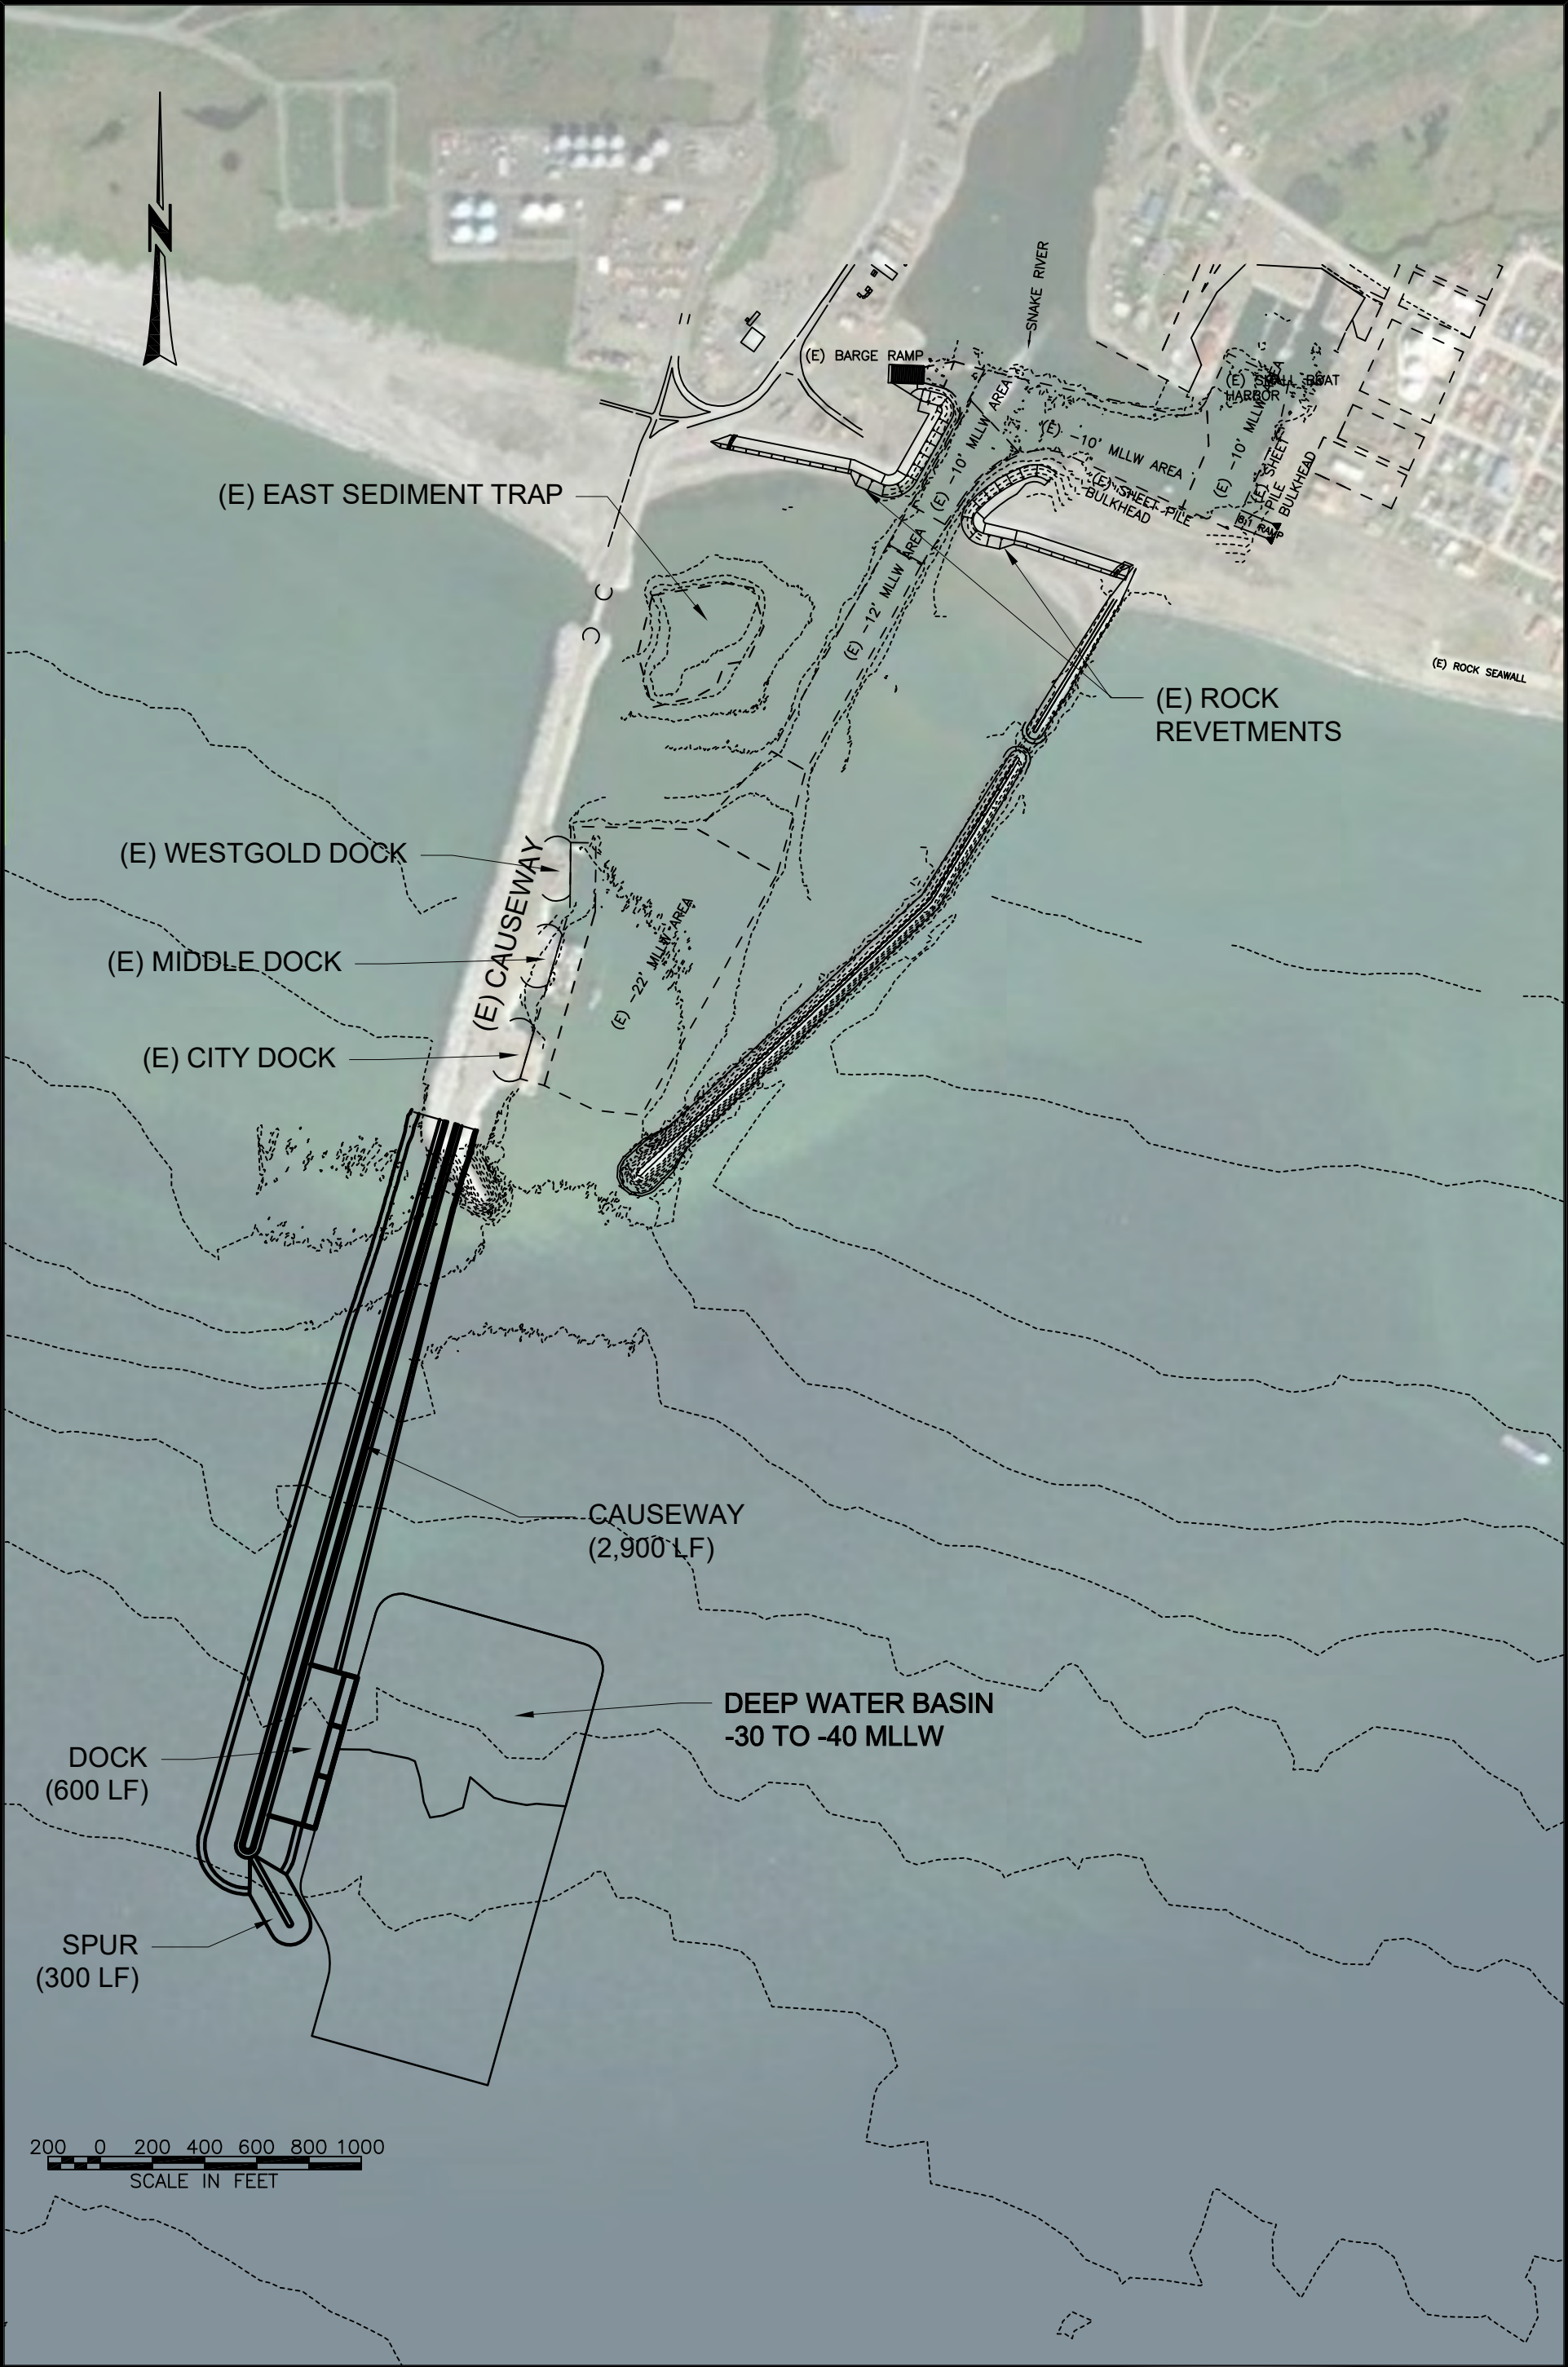 N
SNAKE RIVER
(E) BARGE RAMP
(E) SMALL BOAT
HARBOR
(E) -10' MLLW AREA
(E) -10' MLLW AREA
(E) -10' MLLW AREA
(E) SHEET PILE
BULKHEAD
(E) SHEET
PILE
BULKHEAD
RAMP
(E) EAST SEDIMENT TRAP
(E) -12' MLLW AREA
(E) ROCK SEAWALL
(E) ROCK
REVETMENTS
(E) WESTGOLD DOCK
(E) CAUSEWAY
(E) MIDDLE DOCK
(E) -22' MLLW AREA
(E) CITY DOCK
CAUSEWAY
(2,900 LF)
DEEP WATER BASIN
-30 TO -40 MLLW
DOCK
(600 LF)
SPUR
(300 LF)
200 0 200 400 600 800 1000
SCALE IN FEET